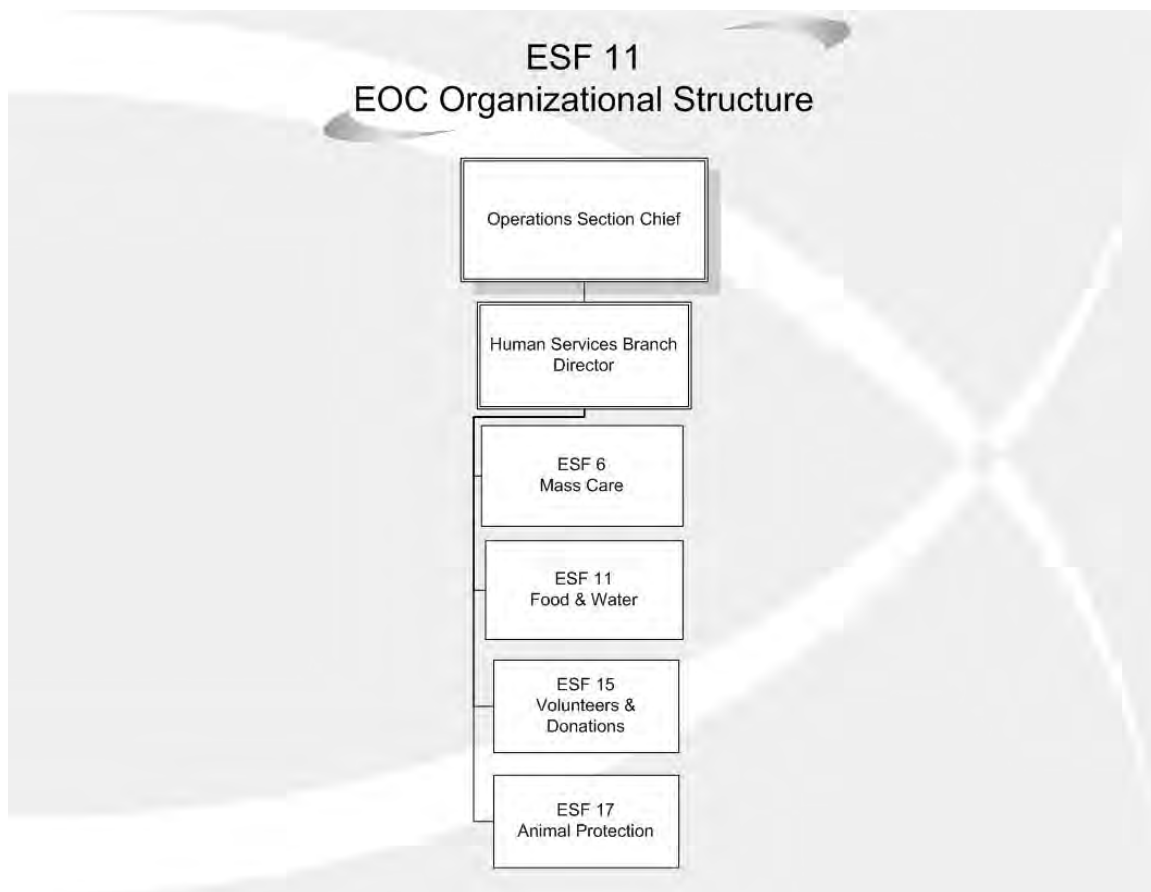 ESF 11
EOC Organizational Structure
Operations Section Chief
Human Services Branch
Director
ESF 6
Mass Care
ESF 11
Food & Water
ESF 15
Volunteers &
Donations
ESF 17
Animal Protection